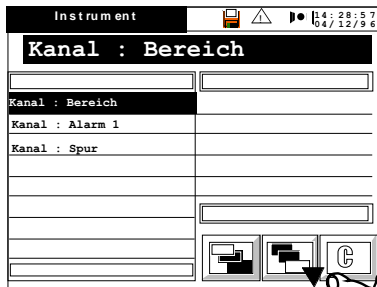 Instrument
14:28:57
04/12/96
Kanal : Bereich
Kanal : Bereich
Kanal : Alarm 1
Kanal : Spur
C